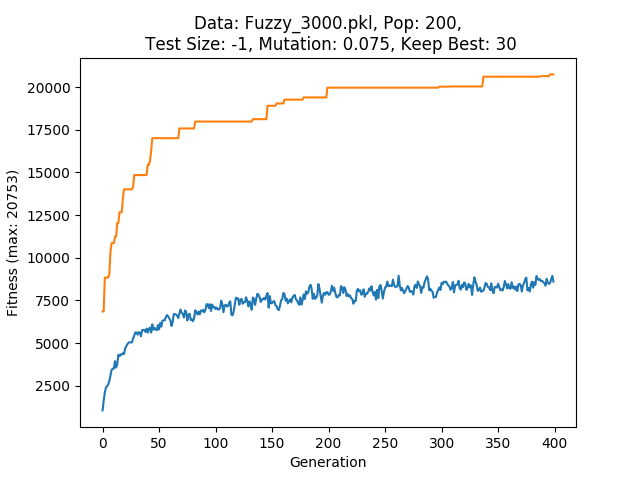 Data: Fuzzy_3000.pkl, Pop: 200,
Test Size: -1, Mutation: 0.075, Keep Best: 30
Fitness (max: 20753)
20000
17500
15000
12500
10000
7500
5000
2500
0 50 100 150 200 250 300 350 400
Generation